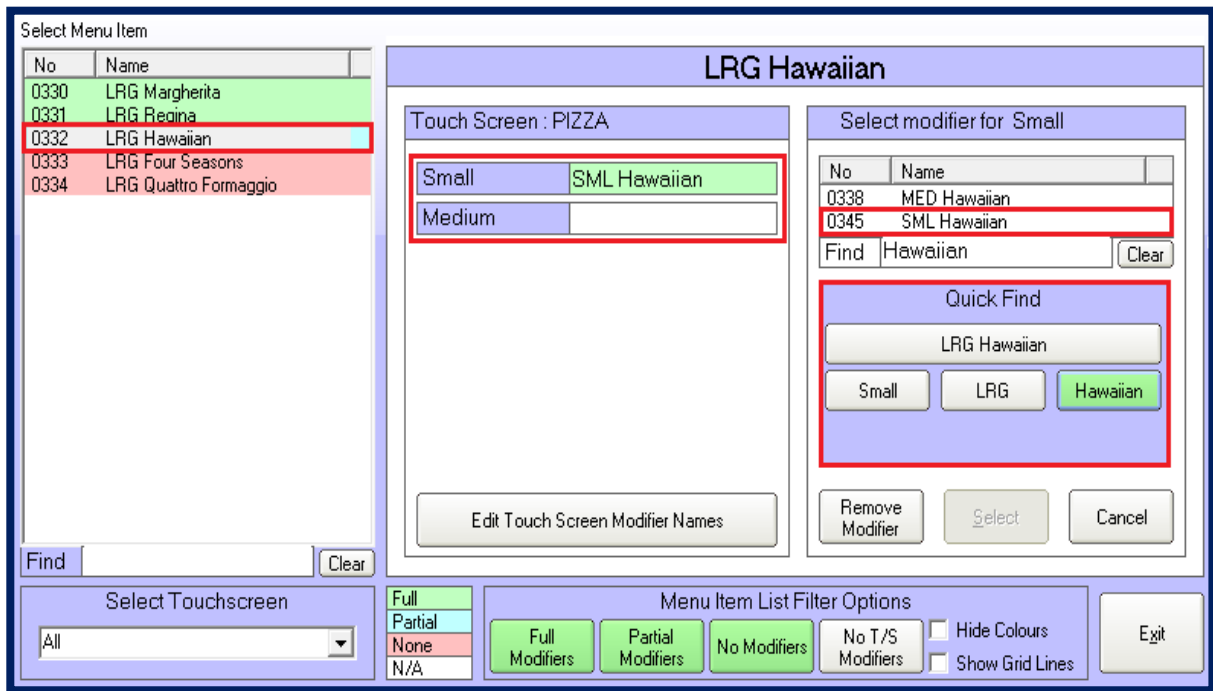 Select Menu Item
No Name
0330 LRG Margherita
0331 LRG Regina
0332 LRG Hawaiian
0333 LRG Four Seasons
0334 LRG Quattro Formaggio
Find Clear
Select Touchscreen
All
LRG Hawaiian
Touch Screen : PIZZA
Small SML Hawaiian
Medium
Edit Touch Screen Modifier Names
Select modifier for Small
No Name
0338 MED Hawaiian
0345 SML Hawaiian
Find Hawaiian Clear
Quick Find
LRG Hawaiian
Small LRG Hawaiian
Remove
Modifier
Select
Cancel
Full
Partial
None
N/A
Menu Item List Filter Options
Full
Modifiers
Partial
Modifiers
No Modifiers
No T/S
Modifiers
Hide Colours
Show Grid Lines
Exit